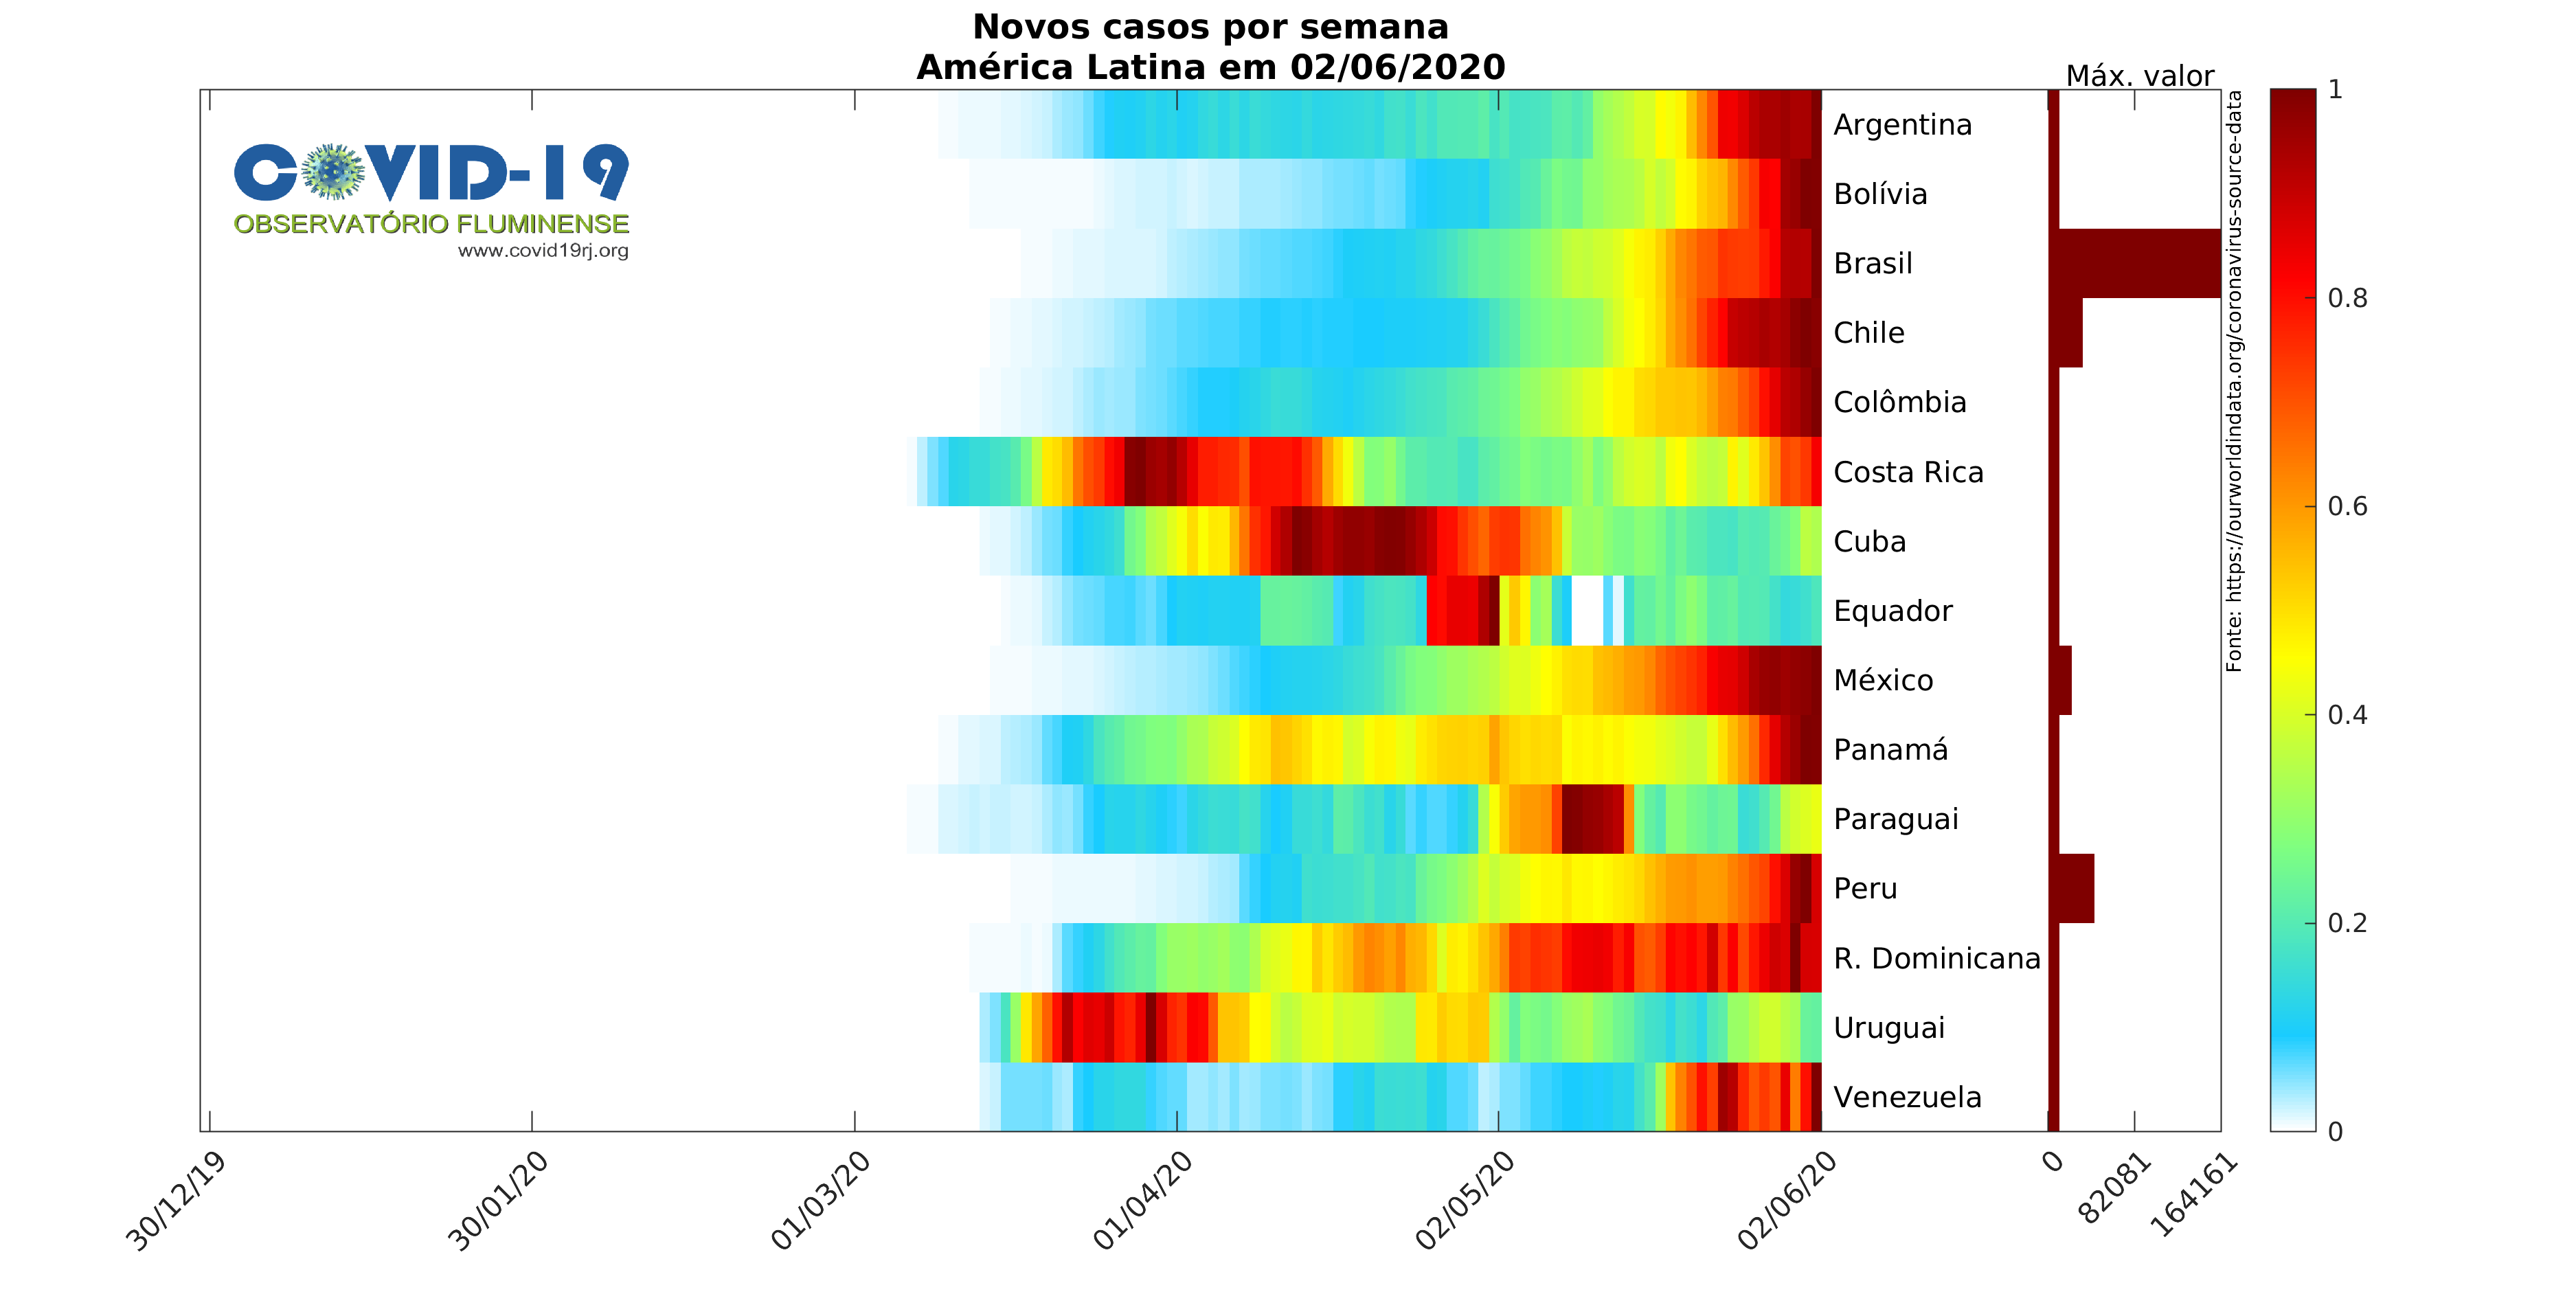 Novos casos por semana
América Latina em 02/06/2020
Máx. valor
COVID-19
OBSERVATÓRIO FLUMINENSE
www.covid19rj.org
Argentina
Bolívia
Brasil
Chile
Colômbia
Costa Rica
Cuba
Equador
México
Panamá
Paraguai
Peru
R. Dominicana
Uruguai
Venezuela
Fonte: https://ourworldindata.org/coronavirus-source-data
1
0.8
0.6
0.4
0.2
0
30/12/19
30/01/20
01/03/20
01/04/20
02/05/20
02/06/20
0
82081
164161